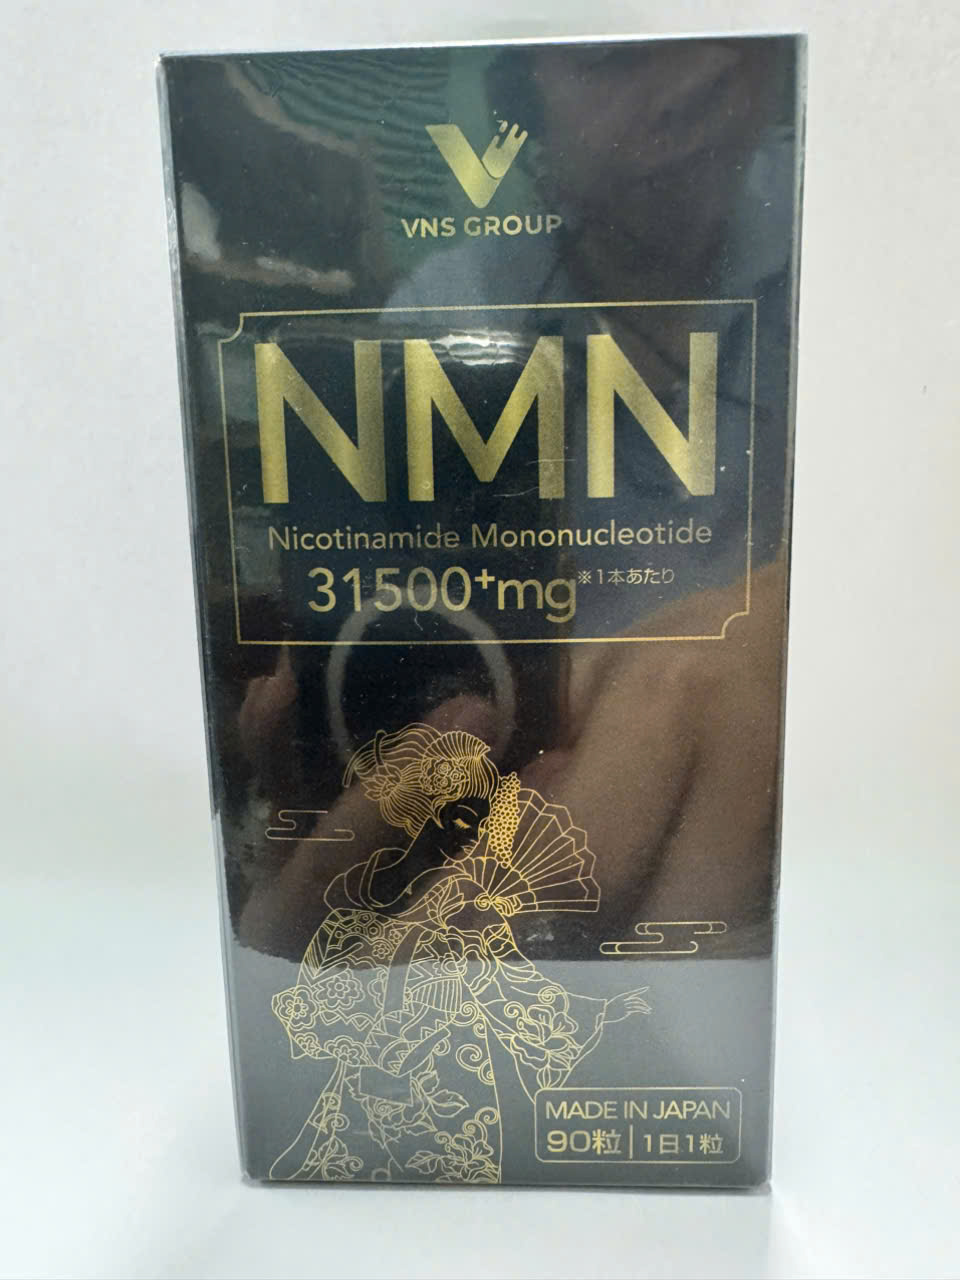 VNS GROUP
NMN
Nicotinamide Mononucleotide
31500⁺mg※1本あたり
MADE IN JAPAN
90粒 | 1日1粒